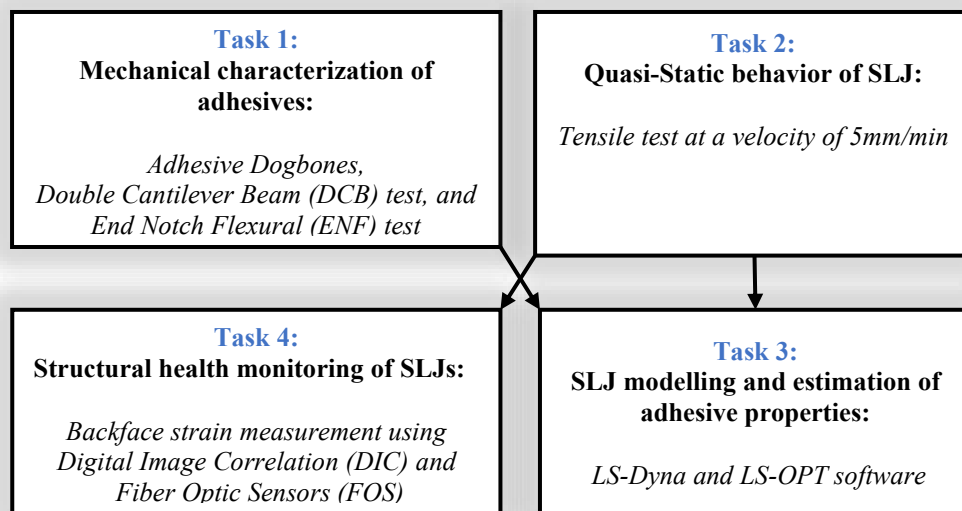 Task 1:
Mechanical characterization of
adhesives:
Adhesive Dogbones,
Double Cantilever Beam (DCB) test, and
End Notch Flexural (ENF) test
Task 2:
Quasi-Static behavior of SLJ:
Tensile test at a velocity of 5mm/min
Task 4:
Structural health monitoring of SLJs:
Backface strain measurement using
Digital Image Correlation (DIC) and
Fiber Optic Sensors (FOS)
Task 3:
SLJ modelling and estimation of
adhesive properties:
LS-Dyna and LS-OPT software